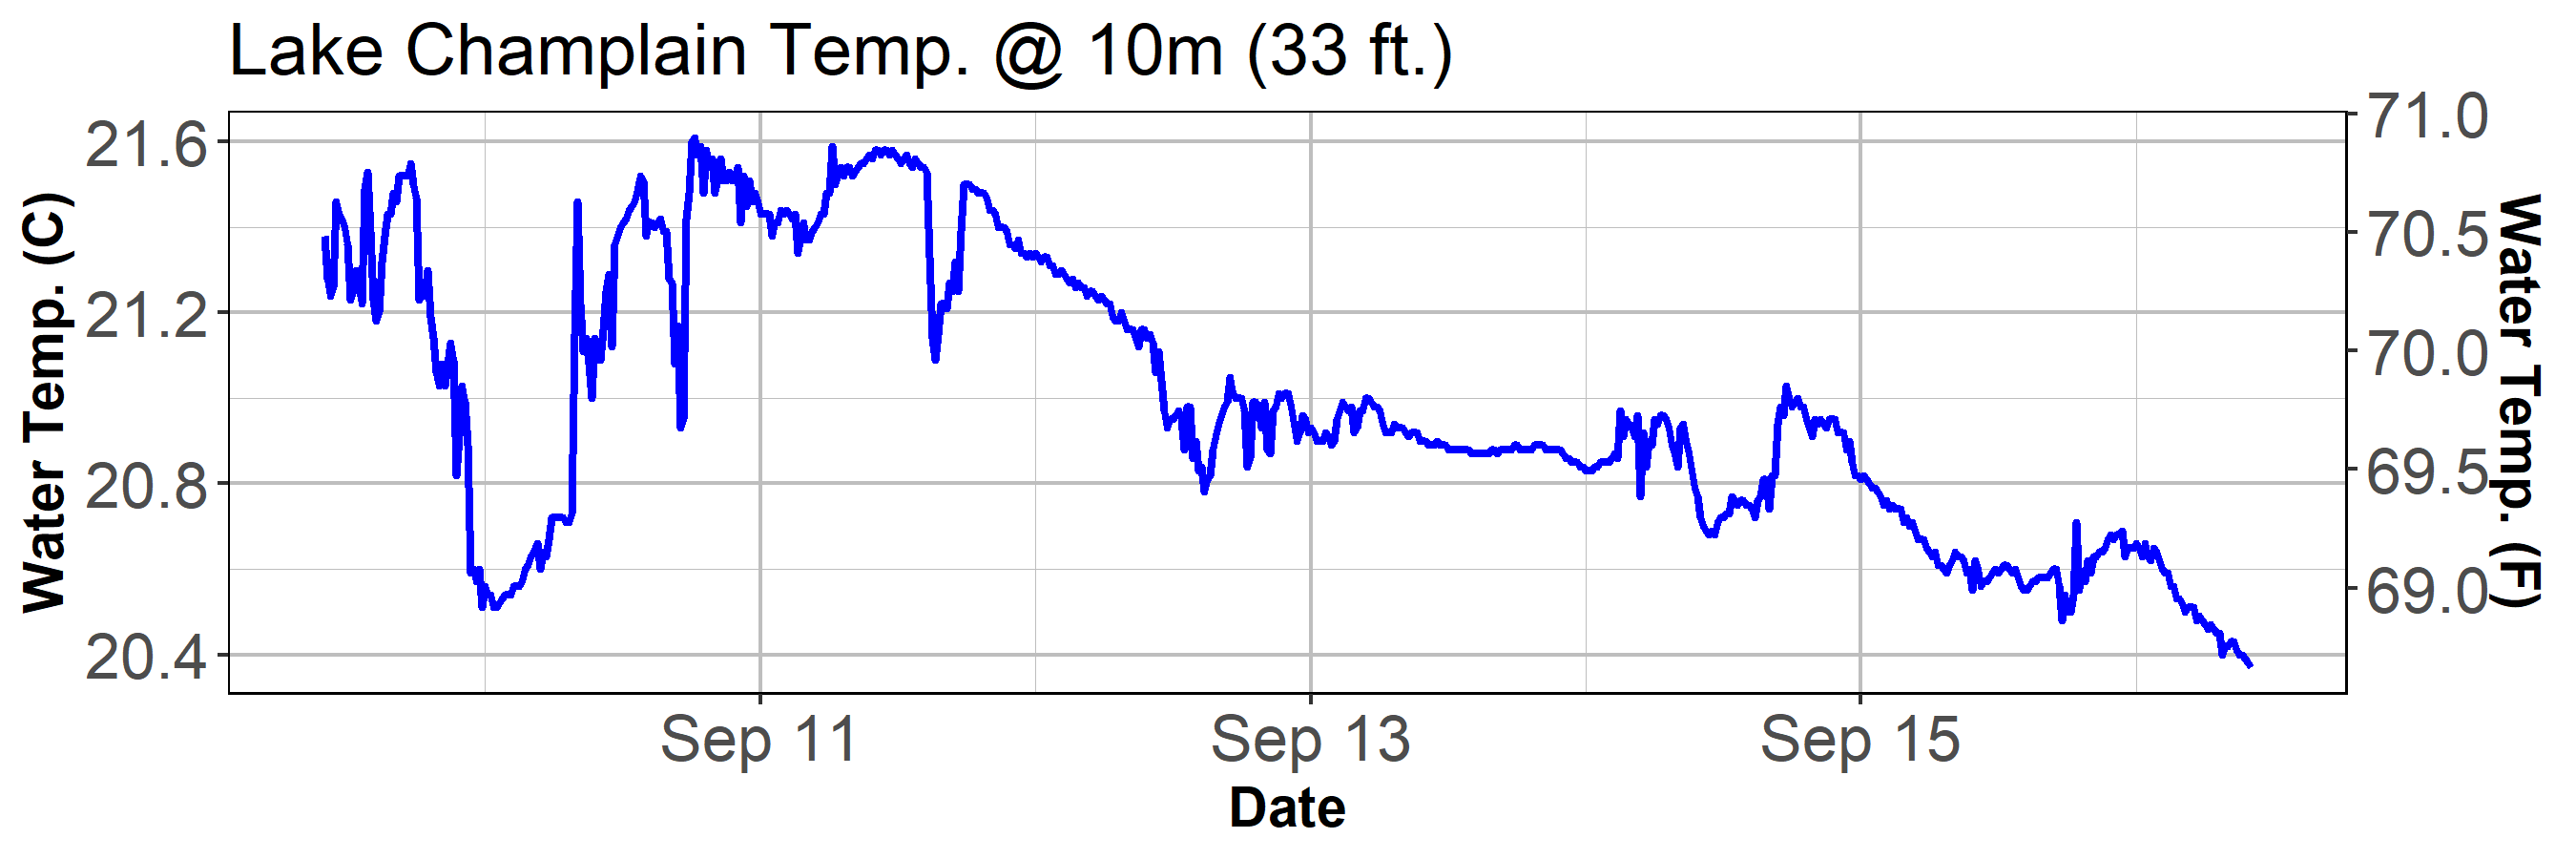 Lake Champlain Temp. @ 10m (33 ft.)
Water Temp. (C)
21.6
21.2
20.8
20.4
71.0
70.5
70.0
69.5
69.0
Water Temp. (F)
Sep 11
Sep 13
Sep 15
Date